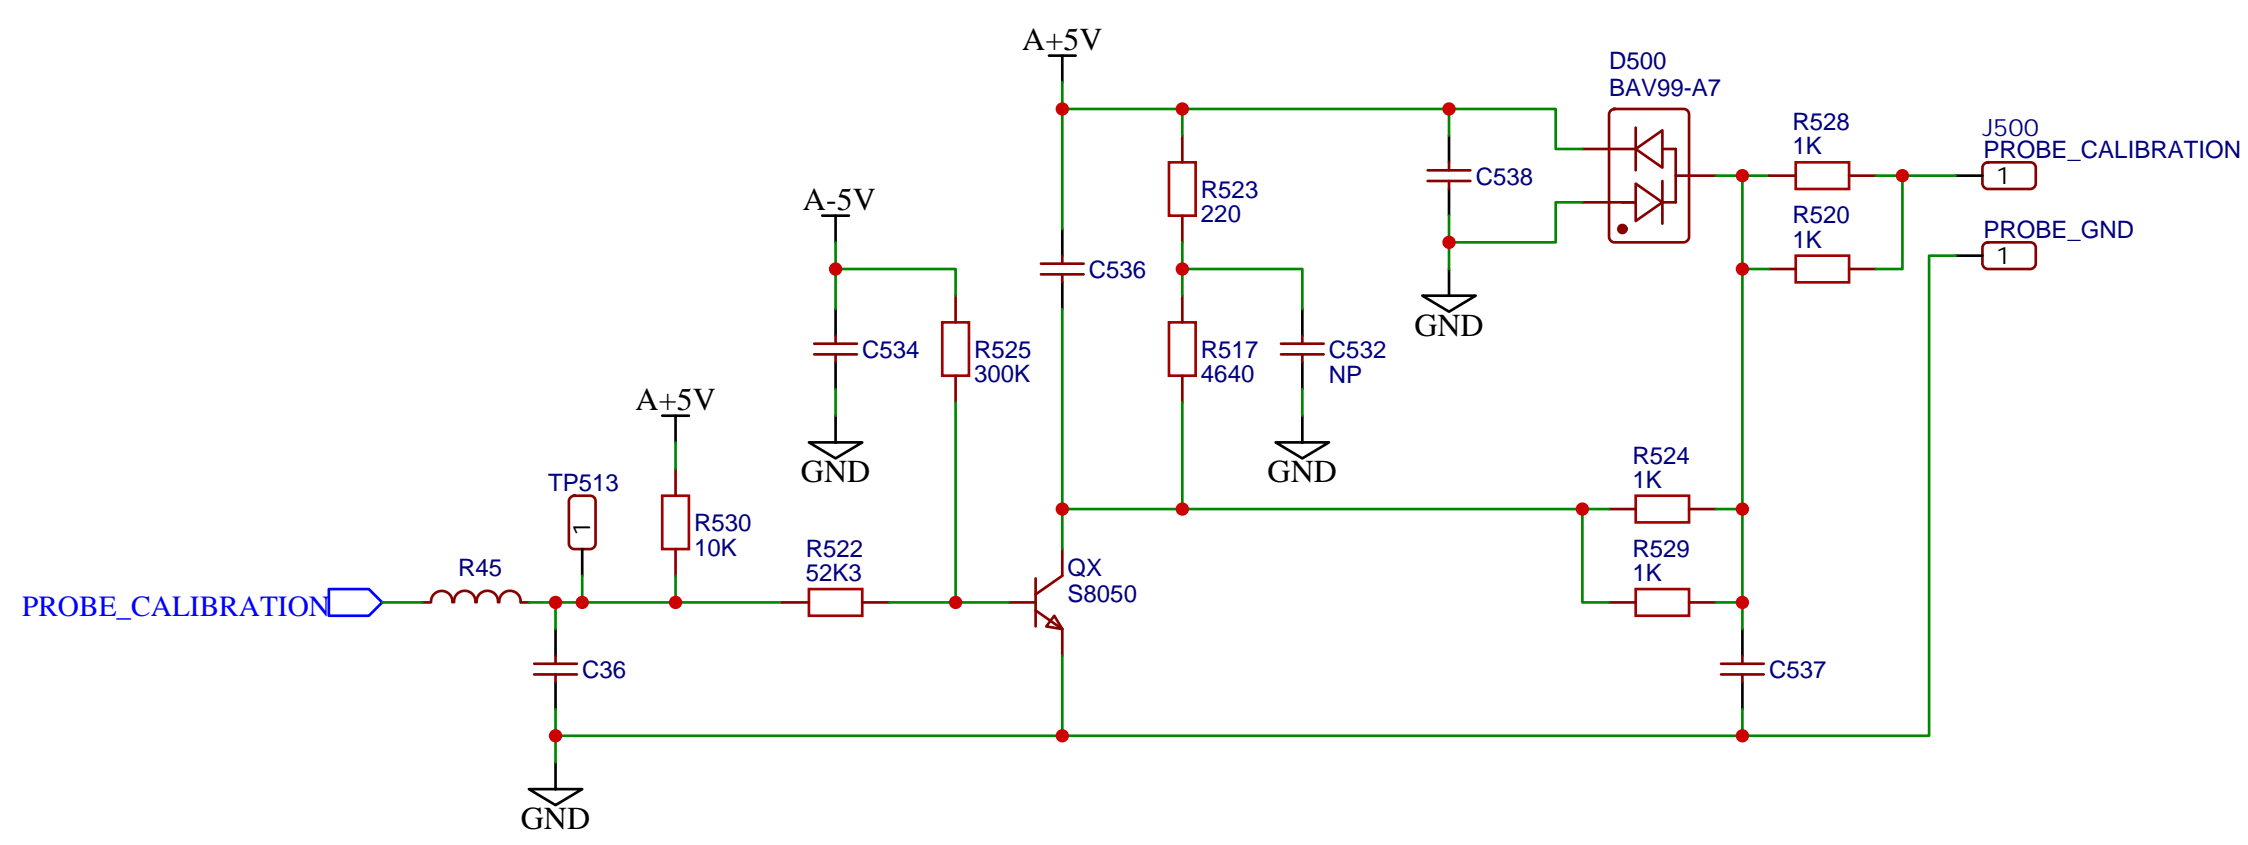 A+5V
D500
BAV99-A7
R528
1K
J500
PROBE_CALIBRATION
1
R523
220
C538
A-5V
R520
1K
PROBE_GND
1
C536
GND
C534
R525
300K
R517
4640
C532
NP
A+5V
GND
GND
R524
1K
TP513
1
R530
10K
R522
52K3
R529
1K
R45
QX
S8050
PROBE_CALIBRATION
C36
C537
GND